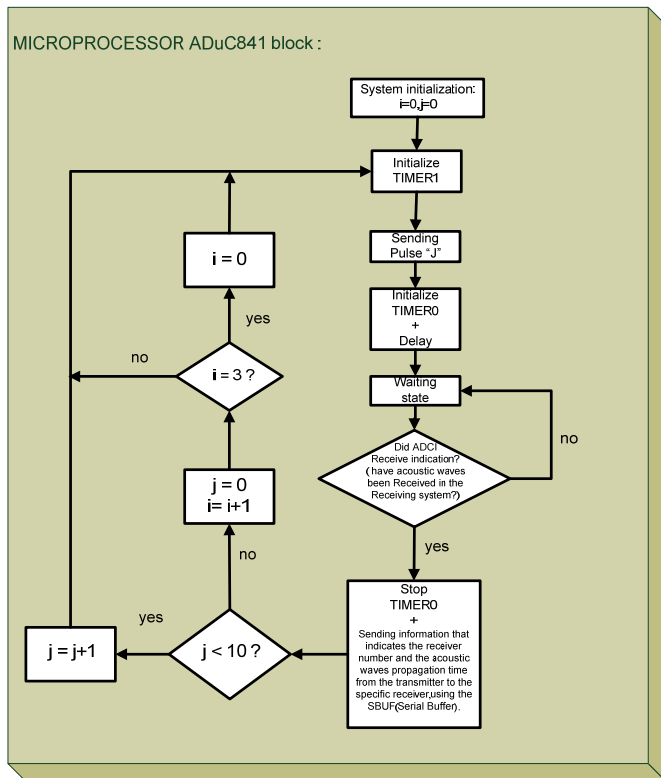 MICROPROCESSOR ADuC841 block :
System initialization:
i=0,j=0
Initialize
TIMER1
Sending
Pulse “J”
Initialize
TIMER0
+
Delay
Waiting
state
Did ADCI
Receive indication?
( have acoustic waves
been Received in the
Receiving system?)
no
yes
Stop
TIMER0
+
Sending information that
indicates the receiver
number and the acoustic
waves propagation time
from the transmitter to the
specific receiver,using the
SBUF(Serial Buffer).
j < 10 ?
yes
j = j+1
no
j = 0
i= i+1
i = 3 ?
no
yes
i = 0